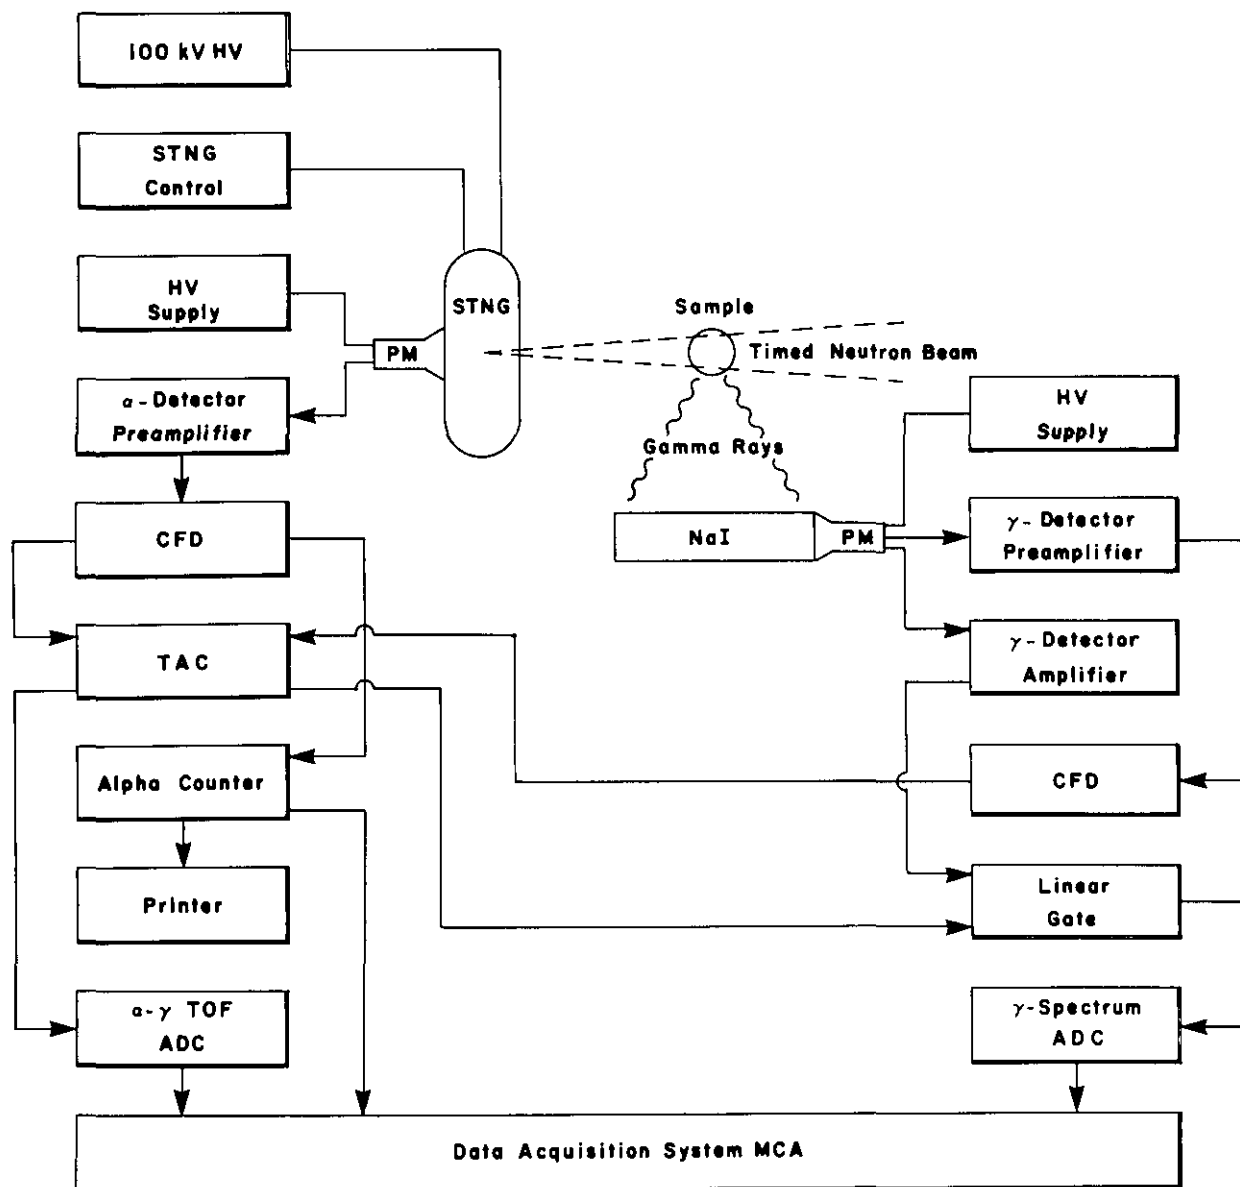 100 kV HV
STNG
Control
HV
Supply
STNG
PM
Sample
Timed Neutron Beam
Gamma Rays
NaI
PM
HV
Supply
α-Detector
Preamplifier
γ-Detector
Preamplifier
CFD
TAC
γ-Detector
Amplifier
Alpha Counter
CFD
Printer
Linear
Gate
α-γ TOF
ADC
γ-Spectrum
ADC
Data Acquisition System MCA